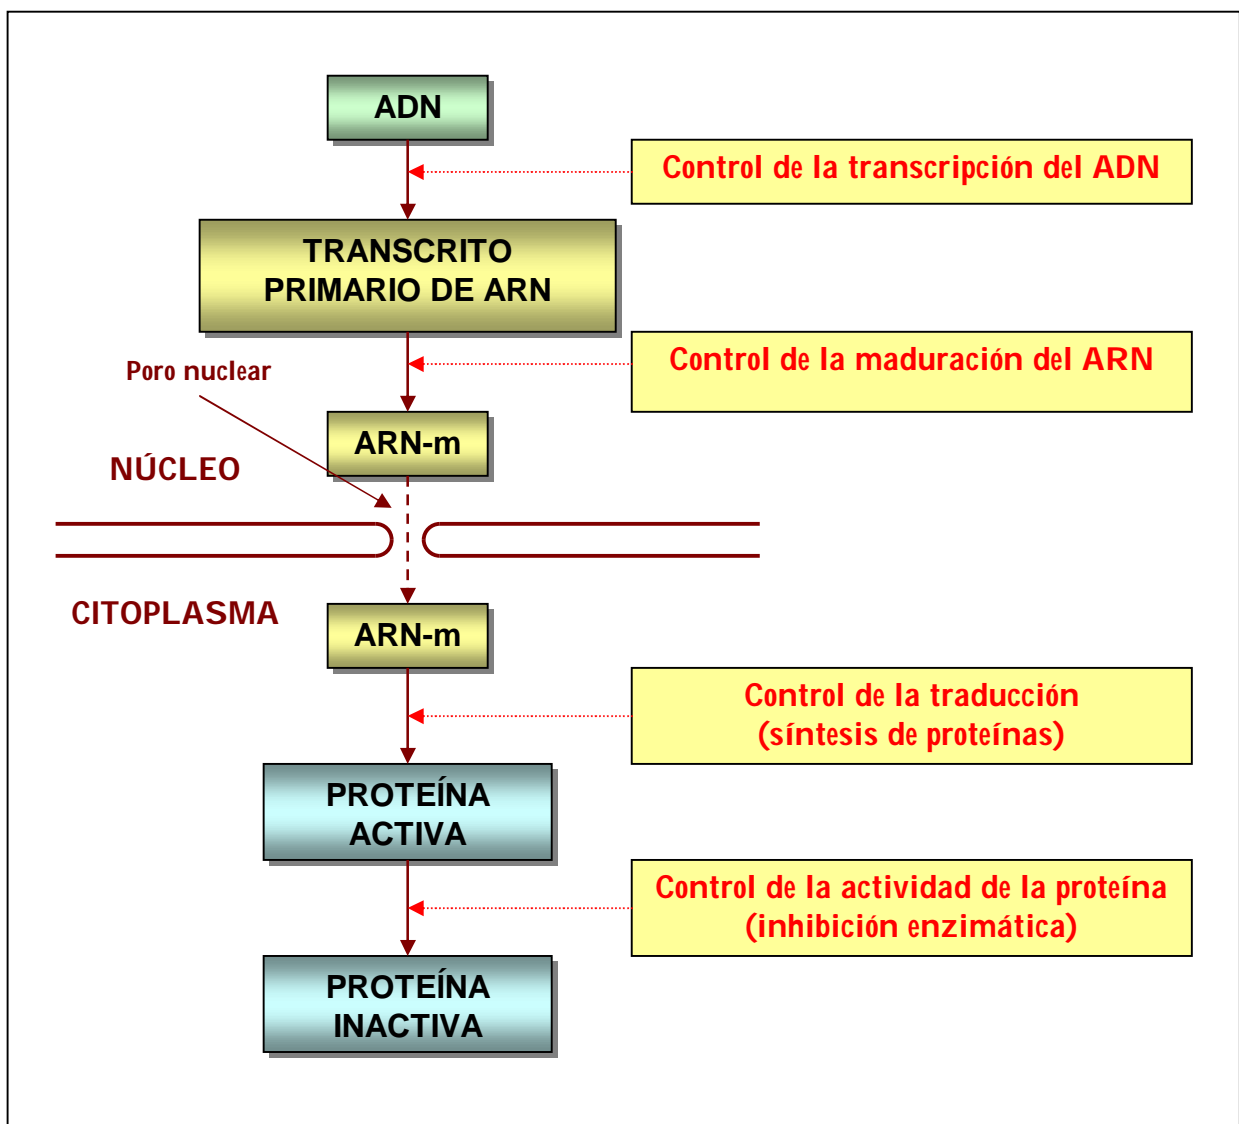 ADN
Control de la transcripción del ADN
TRANSCRITO
PRIMARIO DE ARN
Control de la maduración del ARN
Poro nuclear
ARN-m
NÚCLEO
CITOPLASMA
ARN-m
Control de la traducción
(síntesis de proteínas)
PROTEÍNA
ACTIVA
Control de la actividad de la proteína
(inhibición enzimática)
PROTEÍNA
INACTIVA